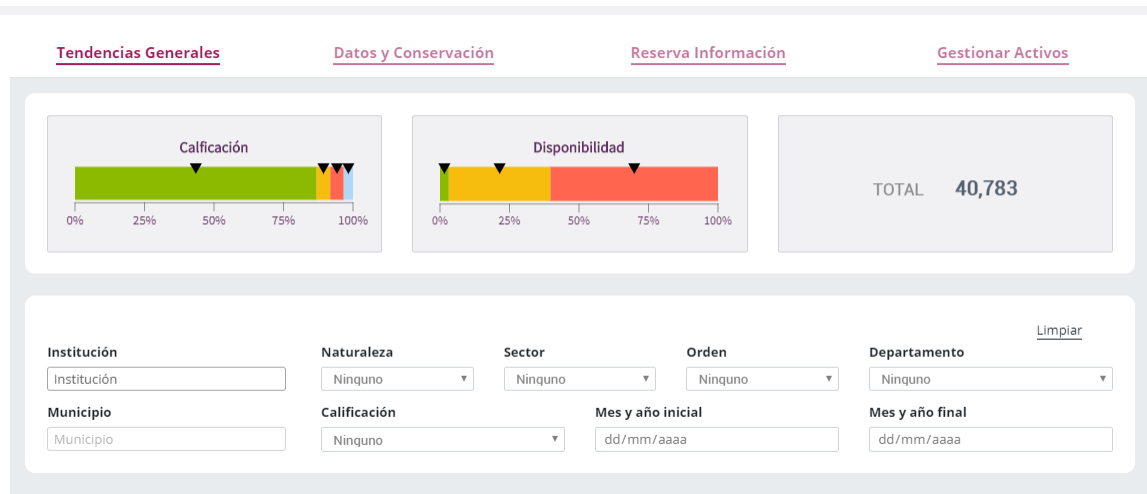 Tendencias Generales Datos y Conservación Reserva Información Gestionar Activos
Calficación
0% 25% 50% 75% 100%
Disponibilidad
0% 25% 50% 75% 100%
TOTAL 40,783
Limpiar
Institución Naturaleza Sector Orden Departamento
Institución Ninguno Ninguno Ninguno Ninguno
Municipio Calificación Mes y año inicial Mes y año final
Municipio Ninguno dd/mm/aaaa dd/mm/aaaa